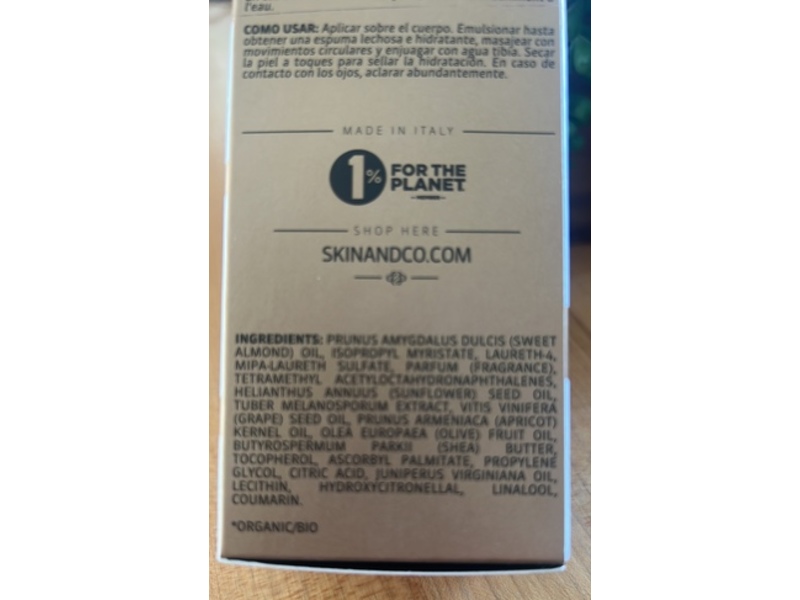 l'eau.
COMO USAR: Aplicar sobre el cuerpo. Emulsionar hasta
obtener una espuma lechosa e hidratante, masajear con
movimientos circulares y enjuagar con agua tibia. Secar
la piel a toques para sellar la hidratación. En caso de
contacto con los ojos, aclarar abundantemente.
MADE IN ITALY
1% FOR THE
PLANET
MEMBER
SHOP HERE
SKINANDCO.COM
INGREDIENTS: PRUNUS AMYGDALUS DULCIS (SWEET
ALMOND) OIL, ISOPROPYL MYRISTATE, LAURETH-4,
MIPA-LAURETH SULFATE, PARFUM (FRAGRANCE),
TETRAMETHYL ACETYLOCTAHYDRONAPHTHALENES,
HELIANTHUS ANNUUS (SUNFLOWER) SEED OIL,
TUBER MELANOSPORUM EXTRACT, VITIS VINIFERA
(GRAPE) SEED OIL, PRUNUS ARMENIACA (APRICOT)
KERNEL OIL, OLEA EUROPAEA (OLIVE) FRUIT OIL,
BUTYROSPERMUM PARKII (SHEA) BUTTER,
TOCOPHEROL, ASCORBYL PALMITATE, PROPYLENE
GLYCOL, CITRIC ACID, JUNIPERUS VIRGINIANA OIL,
LECITHIN, HYDROXYCITRONELLAL, LINALOOL,
COUMARIN.
*ORGANIC/BIO